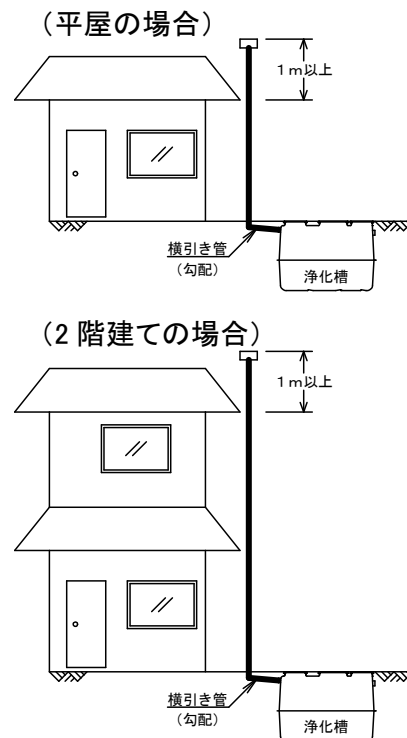 （平屋の場合）
1m以上
横引き管
（勾配）
浄化槽
（2階建ての場合）
1m以上
横引き管
（勾配）
浄化槽